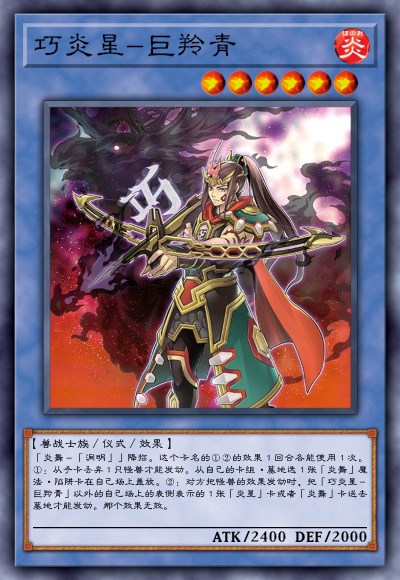 巧炎星-巨羚青
ほのお
炎
巧
【兽战士族/仪式/效果】
「炎舞-「洞明」」降临。这个卡名的①②的效果1回合各能使用1次。
①:从手卡丢弃1只怪兽才能发动。从自己的卡组·墓地选1张「炎舞」魔
法·陷阱卡在自己场上盖放。②:对方把怪兽的效果发动时,把「巧炎星-
巨羚青」以外的自己场上的表侧表示的1张「炎星」卡或者「炎舞」卡送去
墓地才能发动。那个效果无效。
ATK/2400 DEF/2000